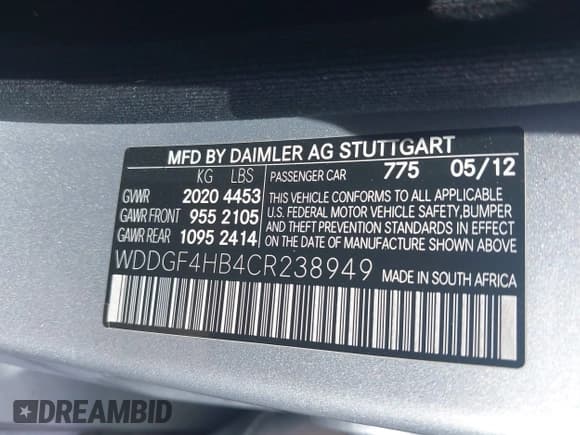 MFD BY DAIMLER AG STUTTGART
KG LBS PASSENGER CAR 775 05/12
GVWR 2020 4453
GAWR FRONT 955 2105
GAWR REAR 1095 2414
THIS VEHICLE CONFORMS TO ALL APPLICABLE
U.S. FEDERAL MOTOR VEHICLE SAFETY,BUMPER
AND THEFT PREVENTION STANDARDS IN EFFECT
ON THE DATE OF MANUFACTURE SHOWN ABOVE.
WDDGF4HB4CR238949 MADE IN SOUTH AFRICA
DREAMBID